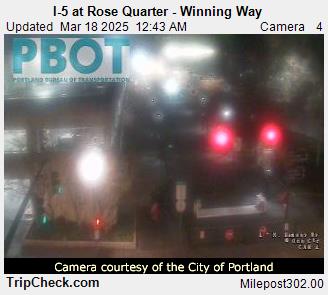 I-5 at Rose Quarter - Winning Way
Updated Mar 18 2025 12:43 AM Camera 4
PBOT
PORTLAND BUREAU OF TRANSPORTATION
Camera courtesy of the City of Portland
TripCheck.com Milepost302.00